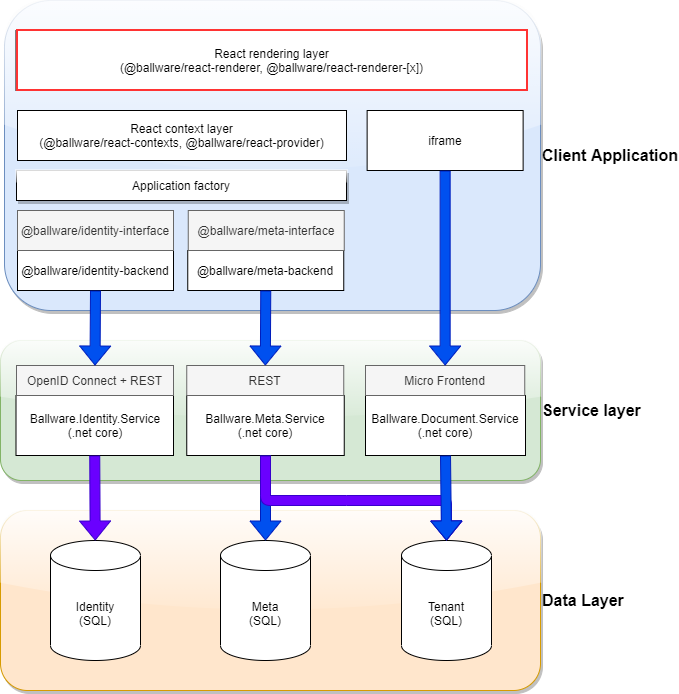 React rendering layer
(@ballware/react-renderer, @ballware/react-renderer-[x])
React context layer
(@ballware/react-contexts, @ballware/react-provider)
iframe
Client Application
Application factory
@ballware/identity-interface
@ballware/meta-interface
@ballware/identity-backend
@ballware/meta-backend
OpenID Connect + REST
REST
Micro Frontend
Ballware.Identity.Service
(.net core)
Ballware.Meta.Service
(.net core)
Ballware.Document.Service
(.net core)
Service layer
Identity
(SQL)
Meta
(SQL)
Tenant
(SQL)
Data Layer